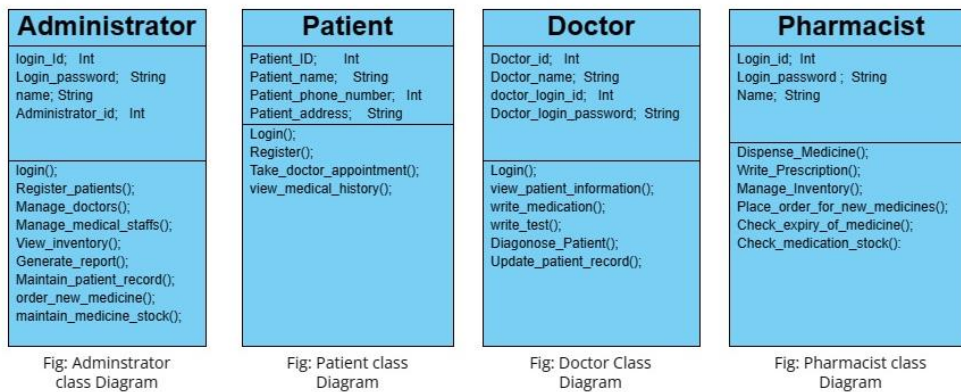 Administrator
login_Id; Int
Login_password; String
name; String
Administrator_id; Int
login();
Register_patients();
Manage_doctors();
Manage_medical_staffs();
View_inventory();
Generate_report();
Maintain_patient_record();
order_new_medicine();
maintain_medicine_stock();
Fig: Adminstrator
class Diagram
Patient
Patient_ID; Int
Patient_name; String
Patient_phone_number; Int
Patient_address; String
Login();
Register();
Take_doctor_appointment();
view_medical_history();
Fig: Patient class
Diagram
Doctor
Doctor_id; Int
Doctor_name; String
doctor_login_id; Int
Doctor_login_password; String
Login();
view_patient_information();
write_medication();
write_test();
Diagonose_Patient();
Update_patient_record();
Fig: Doctor Class
Diagram
Pharmacist
Login_id; Int
Login_password ; String
Name; String
Dispense_Medicine();
Write_Prescription();
Manage_Inventory();
Place_order_for_new_medicines();
Check_expiry_of_medicine();
Check_medication_stock():
Fig: Pharmacist class
Diagram